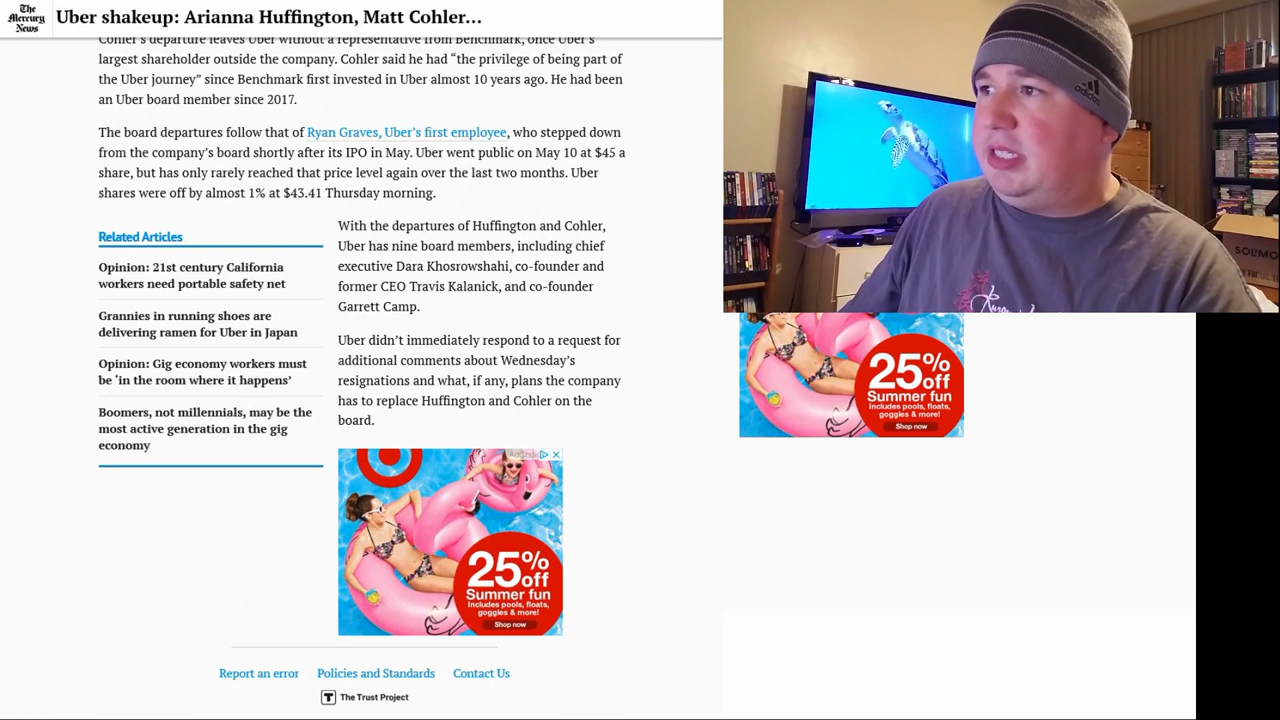 The
Mercury
News
Uber shakeup: Arianna Huffington, Matt Cohler...
Cohler's departure leaves Uber without a representative from Benchmark, once Uber's
largest shareholder outside the company. Cohler said he had “the privilege of being part of
the Uber journey” since Benchmark first invested in Uber almost 10 years ago. He had been
an Uber board member since 2017.
The board departures follow that of Ryan Graves, Uber’s first employee, who stepped down
from the company’s board shortly after its IPO in May. Uber went public on May 10 at $45 a
share, but has only rarely reached that price level again over the last two months. Uber
shares were off by almost 1% at $43.41 Thursday morning.
Related Articles
Opinion: 21st century California
workers need portable safety net
Grannies in running shoes are
delivering ramen for Uber in Japan
Opinion: Gig economy workers must
be ‘in the room where it happens’
Boomers, not millennials, may be the
most active generation in the gig
economy
With the departures of Huffington and Cohler,
Uber has nine board members, including chief
executive Dara Khosrowshahi, co-founder and
former CEO Travis Kalanick, and co-founder
Garrett Camp.
Uber didn’t immediately respond to a request for
additional comments about Wednesday’s
resignations and what, if any, plans the company
has to replace Huffington and Cohler on the
board.
AdChoices
25%
off
Summer fun
Includes pools, floats,
goggles & more!
Shop now
Report an error
Policies and Standards
Contact Us
T The Trust Project
adidas
25%
off
Summer fun
Includes pools, floats,
goggles & more!
Shop now